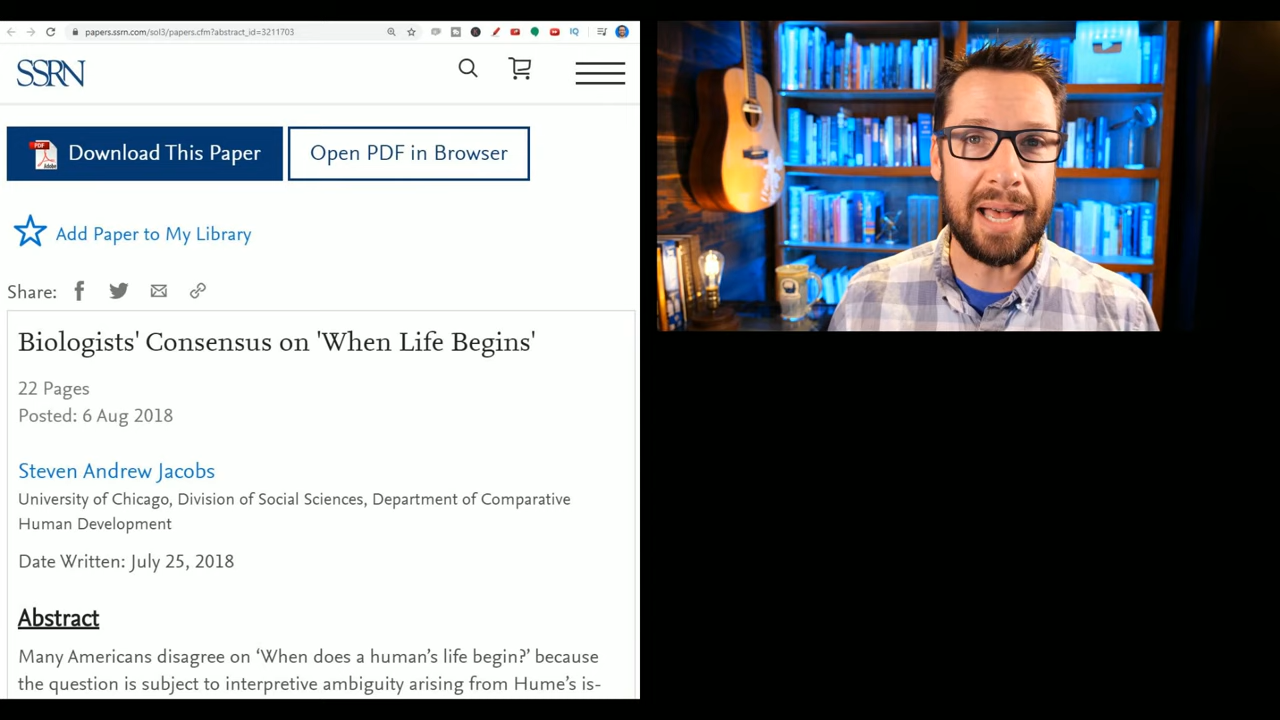 papers.ssrn.com/sol3/papers.cfm?abstract_id=3211703
IQ
SSRN
PDF
Adobe
Download This Paper
Open PDF in Browser
Add Paper to My Library
Share:
Biologists' Consensus on 'When Life Begins'
22 Pages
Posted: 6 Aug 2018
Steven Andrew Jacobs
University of Chicago, Division of Social Sciences, Department of Comparative
Human Development
Date Written: July 25, 2018
Abstract
Many Americans disagree on ‘When does a human’s life begin?’ because
the question is subject to interpretive ambiguity arising from Hume’s is-